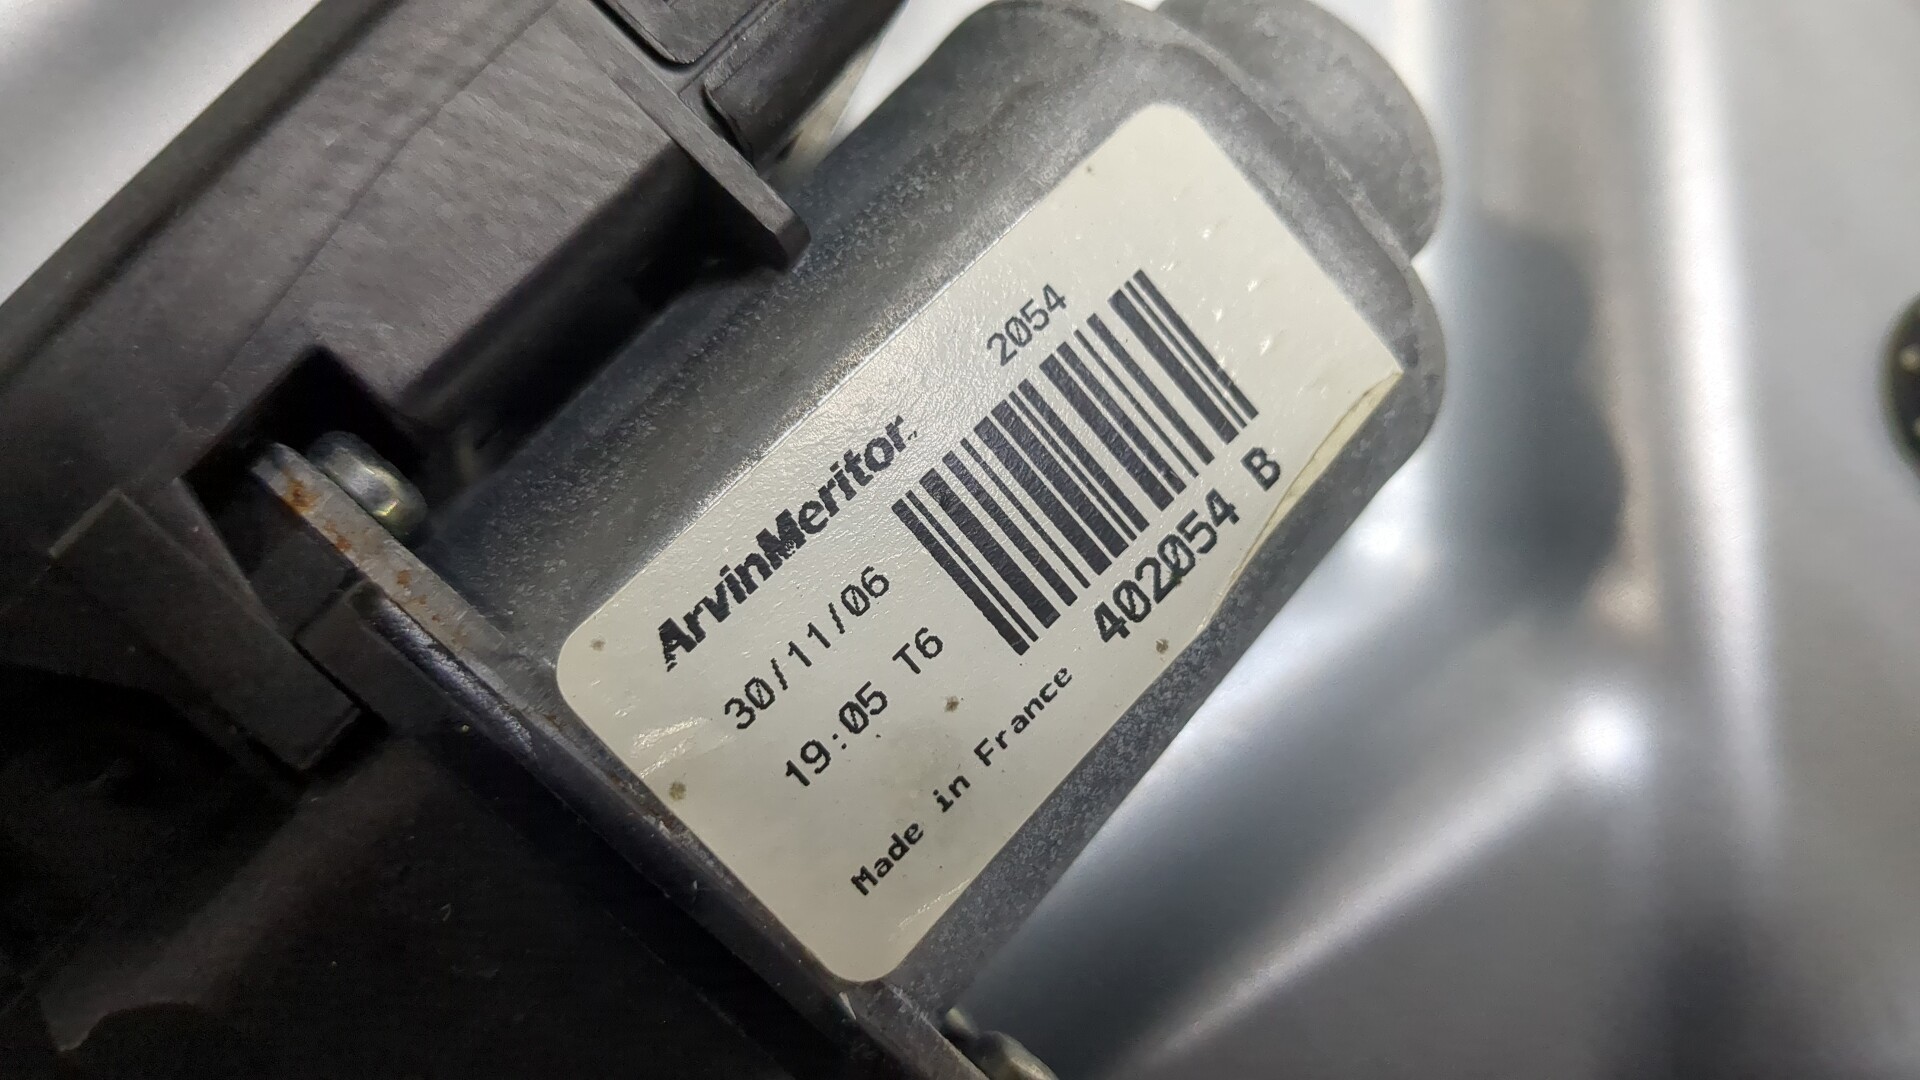 2054
ArvinMeritor
30/11/06
19:05 T6
402054 B
Made in France